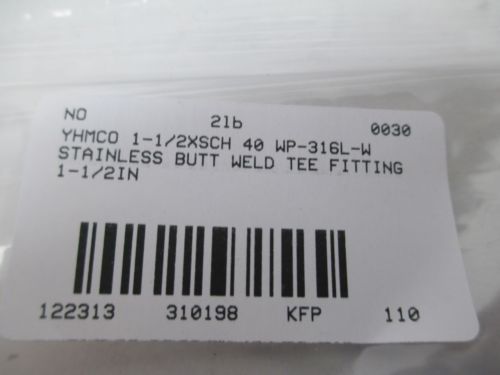 NO 2lb 0030
YHMCO 1-1/2XSCH 40 WP-316L-W
STAINLESS BUTT WELD TEE FITTING
1-1/2IN
122313 310198 KFP 110